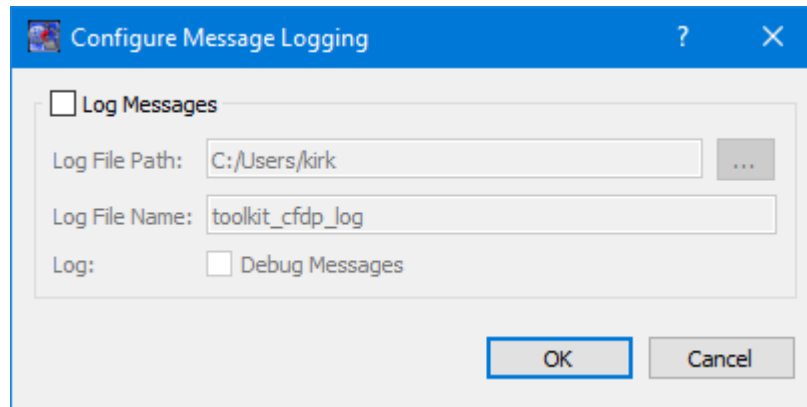 Configure Message Logging
Log Messages
Log File Path: C:/Users/kirk ...
Log File Name: toolkit_cfdp_log
Log: Debug Messages
OK Cancel